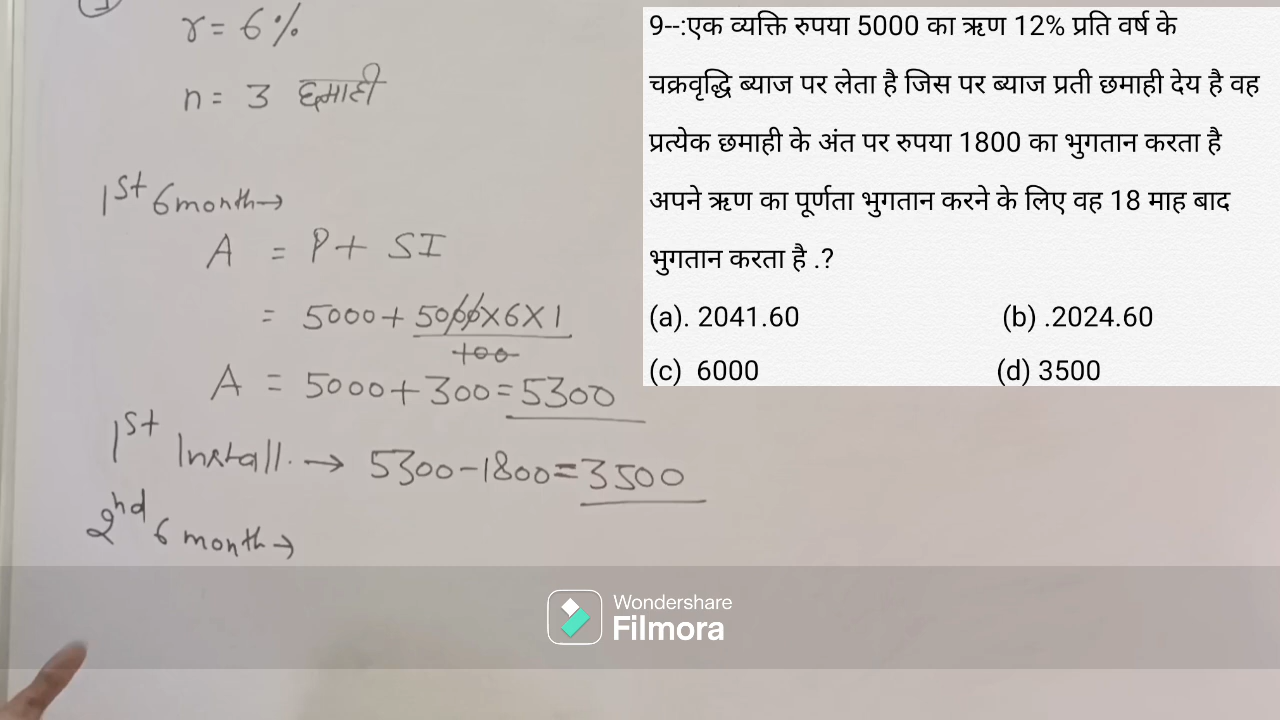 r = 6%
n = 3 छमाही
1st 6 month →
A = P + SI
= 5000 + 5000×6×1
100
A = 5000 + 300 = 5300
1st Install. → 5300-1800=3500
2nd 6 month →
9--:एक व्यक्ति रुपया 5000 का ऋण 12% प्रति वर्ष के
चक्रवृद्धि ब्याज पर लेता है जिस पर ब्याज प्रती छमाही देय है वह
प्रत्येक छमाही के अंत पर रुपया 1800 का भुगतान करता है
अपने ऋण का पूर्णता भुगतान करने के लिए वह 18 माह बाद
भुगतान करता है .?
(a). 2041.60 (b) .2024.60
(c) 6000 (d) 3500
Wondershare
Filmora